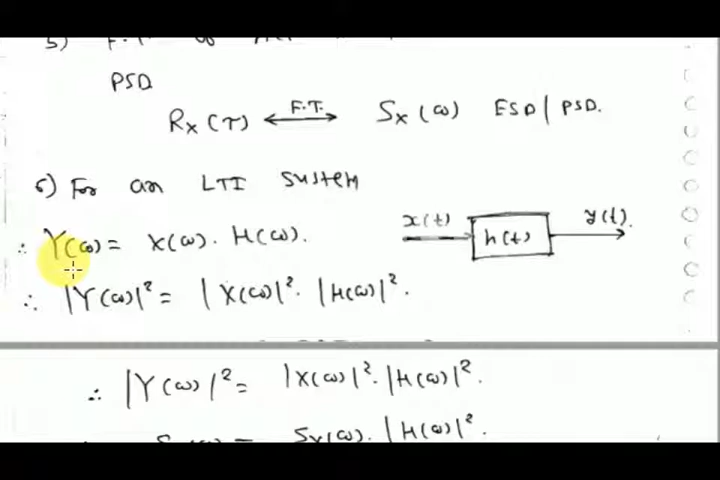 PSD
Rx(τ) ⟷ F.T. Sx(ω) ESD | PSD.
6) For an LTI system
x(t) h(t) y(t).
∴ Y(ω) = X(ω). H(ω).
∴ |Y(ω)|² = |X(ω)|². |H(ω)|².
∴ |Y(ω)|² = |X(ω)|². |H(ω)|².
Sx(ω). |H(ω)|².